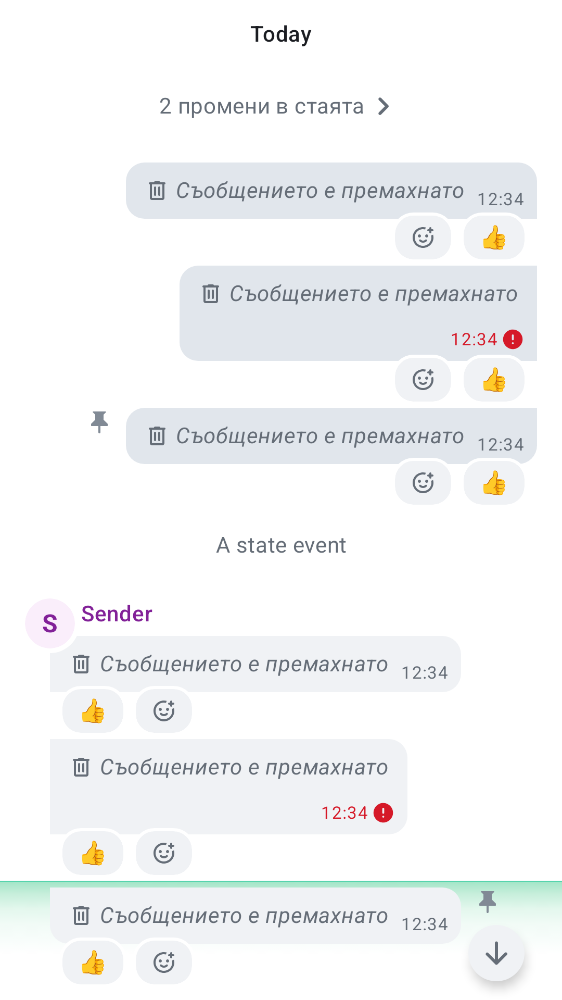 Today
2 промени в стаята
Съобщението е премахнато 12:34
👍
Съобщението е премахнато
12:34
👍
Съобщението е премахнато 12:34
👍
A state event
S Sender
Съобщението е премахнато 12:34
👍
Съобщението е премахнато
12:34
👍
Съобщението е премахнато 12:34
👍